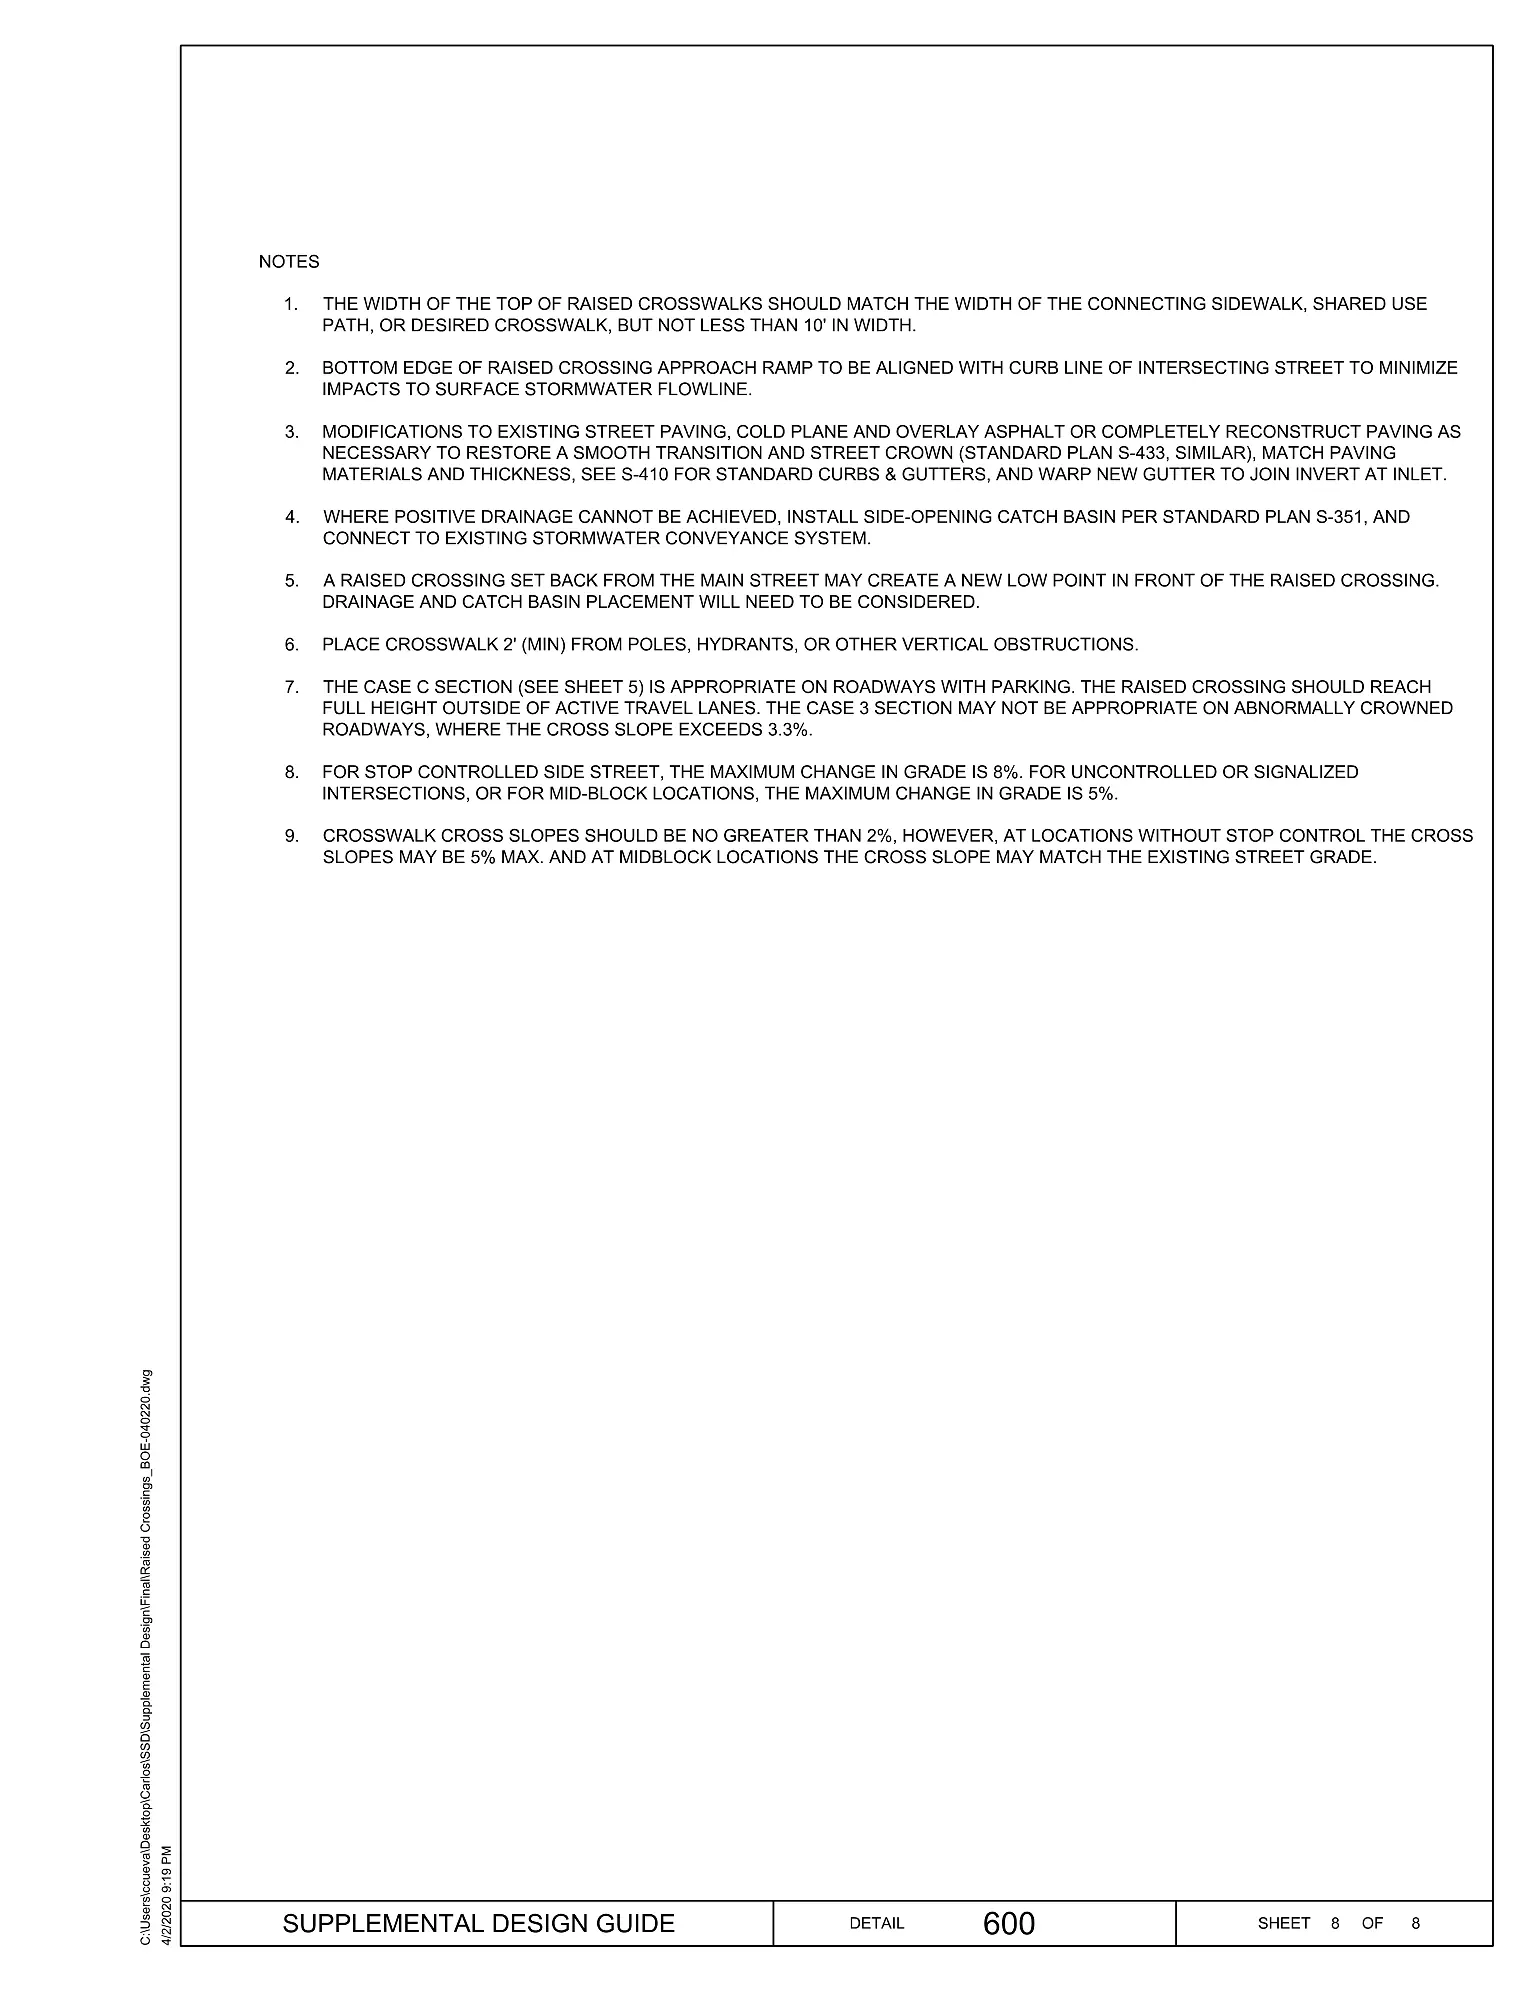 NOTES
1. THE WIDTH OF THE TOP OF RAISED CROSSWALKS SHOULD MATCH THE WIDTH OF THE CONNECTING SIDEWALK, SHARED USE
PATH, OR DESIRED CROSSWALK, BUT NOT LESS THAN 10' IN WIDTH.
2. BOTTOM EDGE OF RAISED CROSSING APPROACH RAMP TO BE ALIGNED WITH CURB LINE OF INTERSECTING STREET TO MINIMIZE
IMPACTS TO SURFACE STORMWATER FLOWLINE.
3. MODIFICATIONS TO EXISTING STREET PAVING, COLD PLANE AND OVERLAY ASPHALT OR COMPLETELY RECONSTRUCT PAVING AS
NECESSARY TO RESTORE A SMOOTH TRANSITION AND STREET CROWN (STANDARD PLAN S-433, SIMILAR), MATCH PAVING
MATERIALS AND THICKNESS, SEE S-410 FOR STANDARD CURBS & GUTTERS, AND WARP NEW GUTTER TO JOIN INVERT AT INLET.
4. WHERE POSITIVE DRAINAGE CANNOT BE ACHIEVED, INSTALL SIDE-OPENING CATCH BASIN PER STANDARD PLAN S-351, AND
CONNECT TO EXISTING STORMWATER CONVEYANCE SYSTEM.
5. A RAISED CROSSING SET BACK FROM THE MAIN STREET MAY CREATE A NEW LOW POINT IN FRONT OF THE RAISED CROSSING.
DRAINAGE AND CATCH BASIN PLACEMENT WILL NEED TO BE CONSIDERED.
6. PLACE CROSSWALK 2' (MIN) FROM POLES, HYDRANTS, OR OTHER VERTICAL OBSTRUCTIONS.
7. THE CASE C SECTION (SEE SHEET 5) IS APPROPRIATE ON ROADWAYS WITH PARKING. THE RAISED CROSSING SHOULD REACH
FULL HEIGHT OUTSIDE OF ACTIVE TRAVEL LANES. THE CASE 3 SECTION MAY NOT BE APPROPRIATE ON ABNORMALLY CROWNED
ROADWAYS, WHERE THE CROSS SLOPE EXCEEDS 3.3%.
8. FOR STOP CONTROLLED SIDE STREET, THE MAXIMUM CHANGE IN GRADE IS 8%. FOR UNCONTROLLED OR SIGNALIZED
INTERSECTIONS, OR FOR MID-BLOCK LOCATIONS, THE MAXIMUM CHANGE IN GRADE IS 5%.
9. CROSSWALK CROSS SLOPES SHOULD BE NO GREATER THAN 2%, HOWEVER, AT LOCATIONS WITHOUT STOP CONTROL THE CROSS
SLOPES MAY BE 5% MAX. AND AT MIDBLOCK LOCATIONS THE CROSS SLOPE MAY MATCH THE EXISTING STREET GRADE.
C:\Users\ccueva\Desktop\Carlos\SSD\Supplemental Design\Final\Raised Crossings_BOE-040220.dwg
4/2/2020 9:19 PM
SUPPLEMENTAL DESIGN GUIDE DETAIL 600 SHEET 8 OF 8